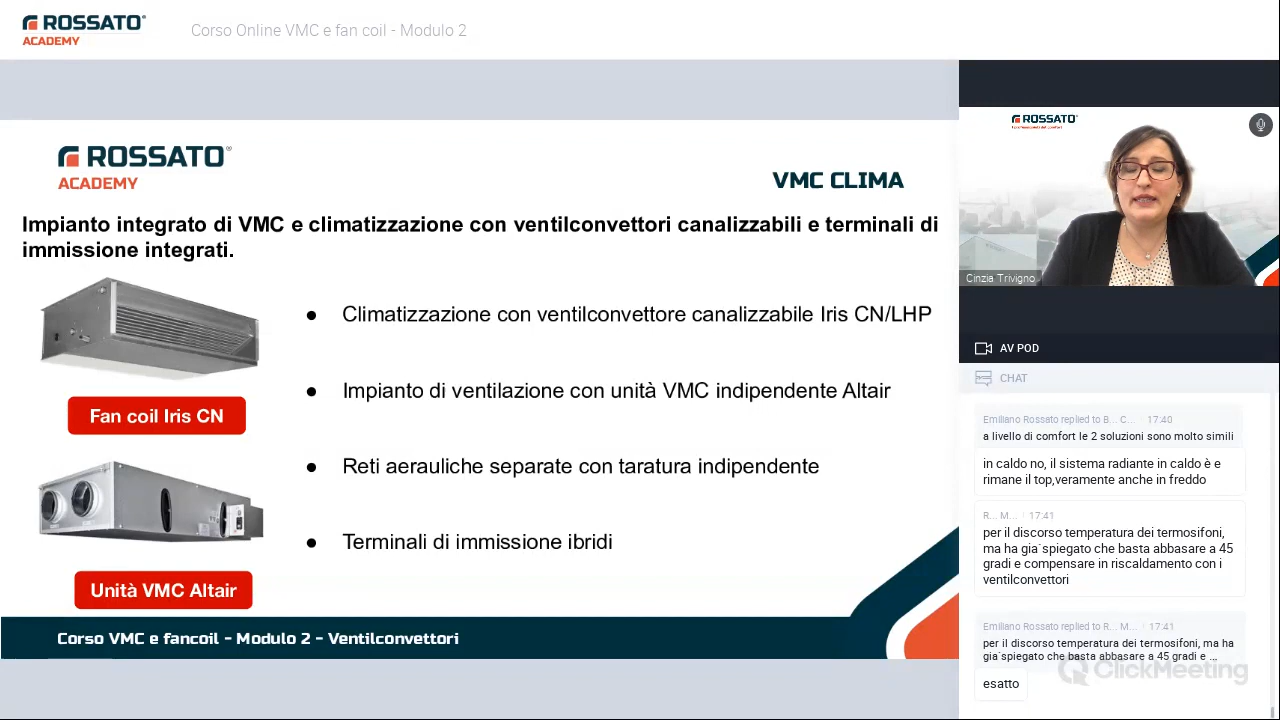 ROSSATO®
ACADEMY
Corso Online VMC e fan coil - Modulo 2
ROSSATO®
ACADEMY
VMC CLIMA
Impianto integrato di VMC e climatizzazione con ventilconvettori canalizzabili e terminali di
immissione integrati.
● Climatizzazione con ventilconvettore canalizzabile Iris CN/LHP
● Impianto di ventilazione con unità VMC indipendente Altair
● Reti aerauliche separate con taratura indipendente
● Terminali di immissione ibridi
Fan coil Iris CN
Unità VMC Altair
Corso VMC e fancoil - Modulo 2 - Ventilconvettori
ROSSATO®
Cinzia Trivigno
AV POD
CHAT
Emiliano Rossato replied to B... C... 17:40
a livello di comfort le 2 soluzioni sono molto simili
in caldo no, il sistema radiante in caldo è e
rimane il top,veramente anche in freddo
R... M... 17:41
per il discorso temperatura dei termosifoni,
ma ha gia´spiegato che basta abbasare a 45
gradi e compensare in riscaldamento con i
ventilconvettori
Emiliano Rossato replied to R... M... 17:41
per il discorso temperatura dei termosifoni, ma ha
gia´spiegato che basta abbasare a 45 gradi e ...
esatto
ClickMeeting